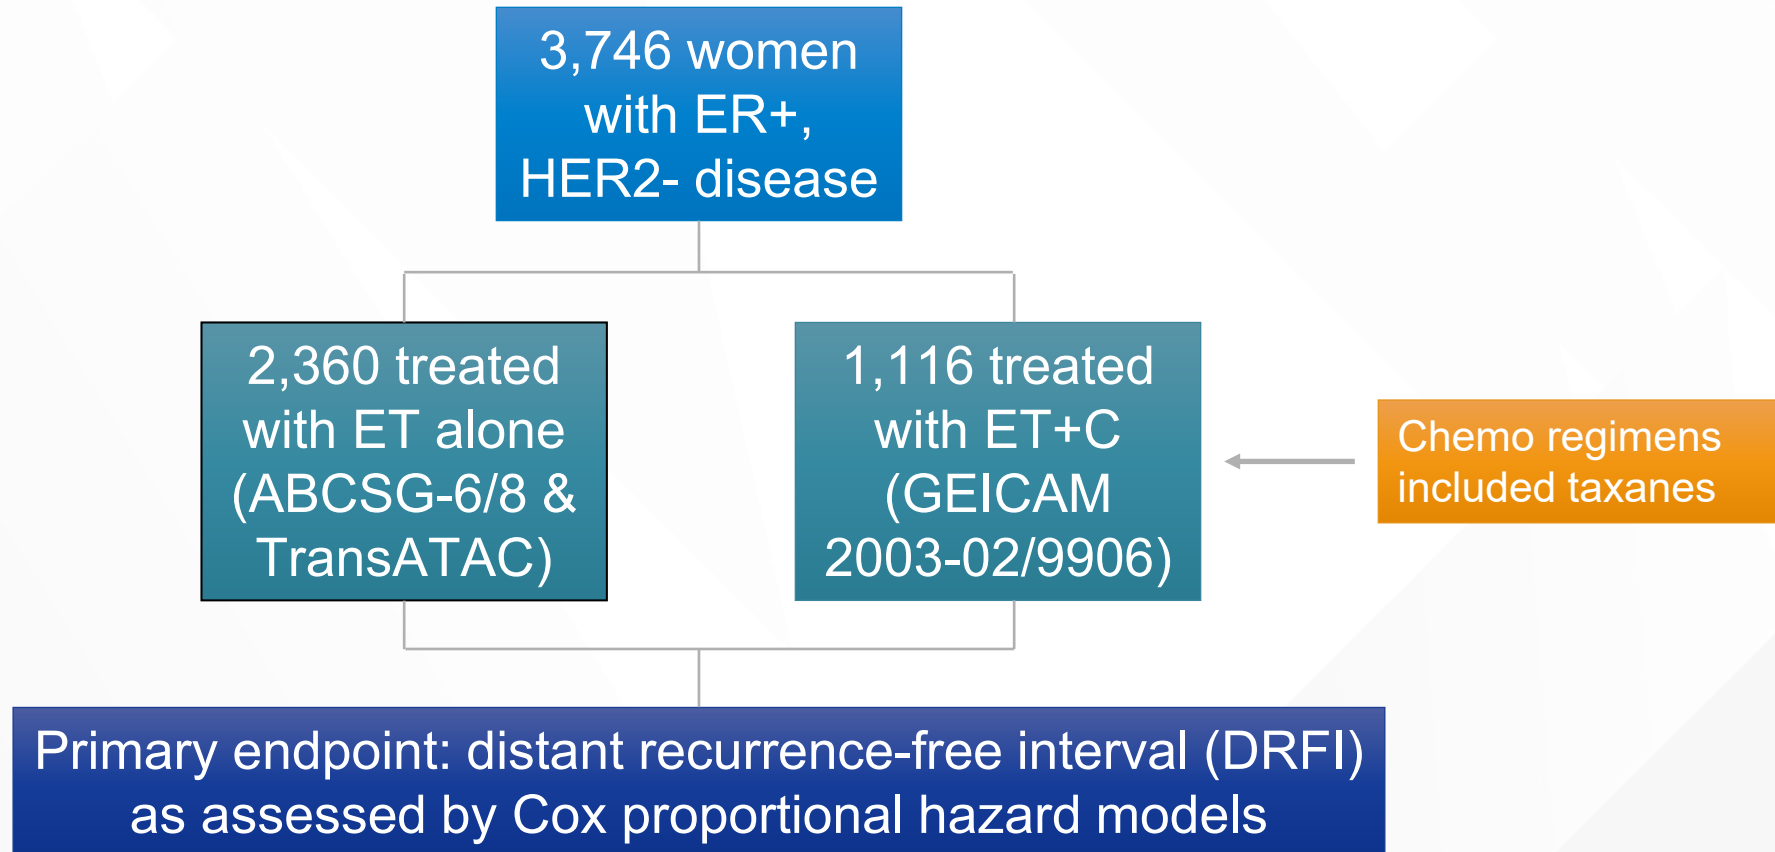 3,746 women
with ER+,
HER2- disease
2,360 treated
with ET alone
(ABCSG-6/8 &
TransATAC)
1,116 treated
with ET+C
(GEICAM
2003-02/9906)
Chemo regimens
included taxanes
Primary endpoint: distant recurrence-free interval (DRFI)
as assessed by Cox proportional hazard models